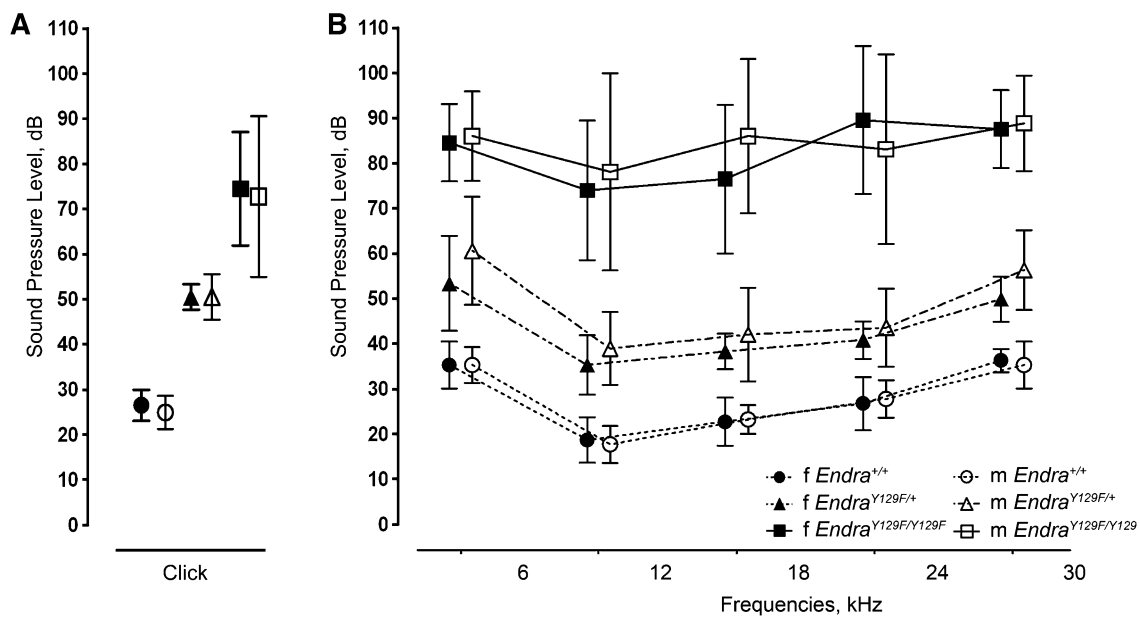 A
B
110
100
90
80
70
60
50
40
30
20
10
0
Sound Pressure Level, dB
Click
110
100
90
80
70
60
50
40
30
20
10
0
Sound Pressure Level, dB
f Endra+/+
m Endra+/+
f EndraY129F/+
m EndraY129F/+
f EndraY129F/Y129F
m EndraY129F/Y129
6 12 18 24 30
Frequencies, kHz